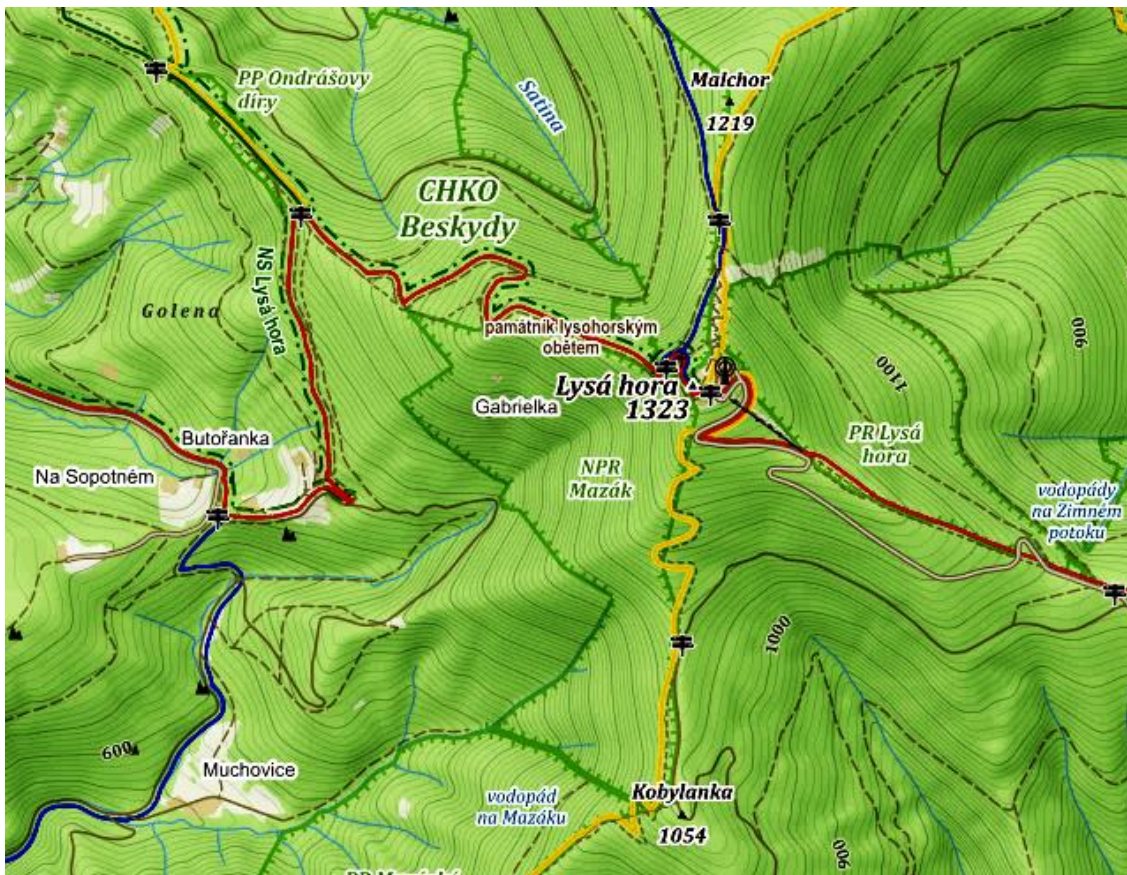 PP Ondrášovy
díry
Satina
Malchor
1219
CHKO
Beskydy
NS Lysá hora
Golena
památník lysohorským
obětem
900
1100
Lysá hora
1323
Gabrielka
Butořanka
PR Lysá
hora
Na Sopotném
NPR
Mazák
vodopády
na Zimném
potoku
1000
600
Muchovice
vodopád
na Mazáku
Kobylanka
1054
900